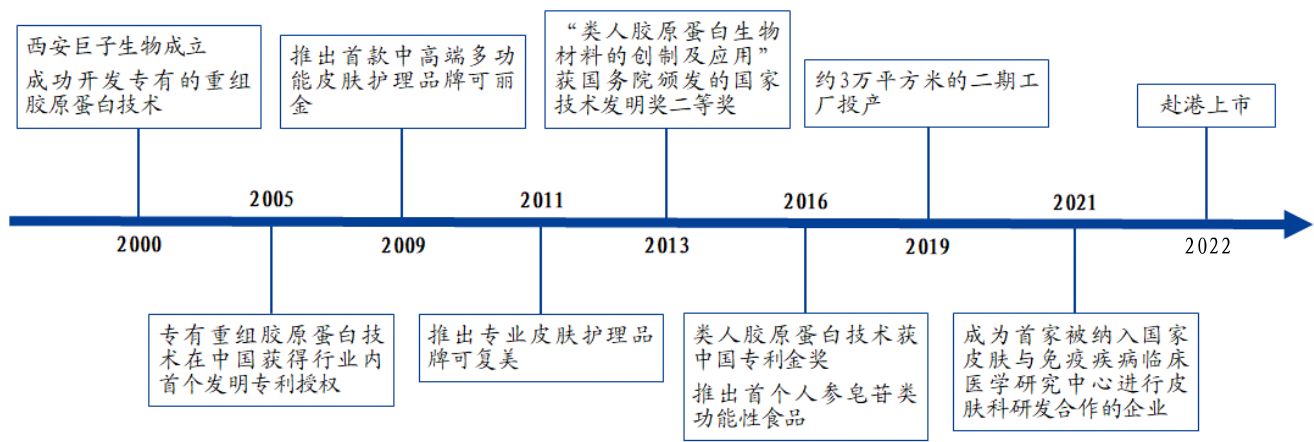 西安巨子生物成立
成功开发专有的重组
胶原蛋白技术
推出首款中高端多功
能皮肤护理品牌可丽
金
“类人胶原蛋白生物
材料的创制及应用”
获国务院颁发的国家
技术发明奖二等奖
约3万平方米的二期工
厂投产
赴港上市
2005
2011
2016
2021
2000
2009
2013
2019
2022
专有重组胶原蛋白技
术在中国获得行业内
首个发明专利授权
推出专业皮肤护理品
牌可复美
类人胶原蛋白技术获
中国专利金奖
推出首个人参皂苷类
功能性食品
成为首家被纳入国家
皮肤与免疫疾病临床
医学研究中心进行皮
肤科研发合作的企业